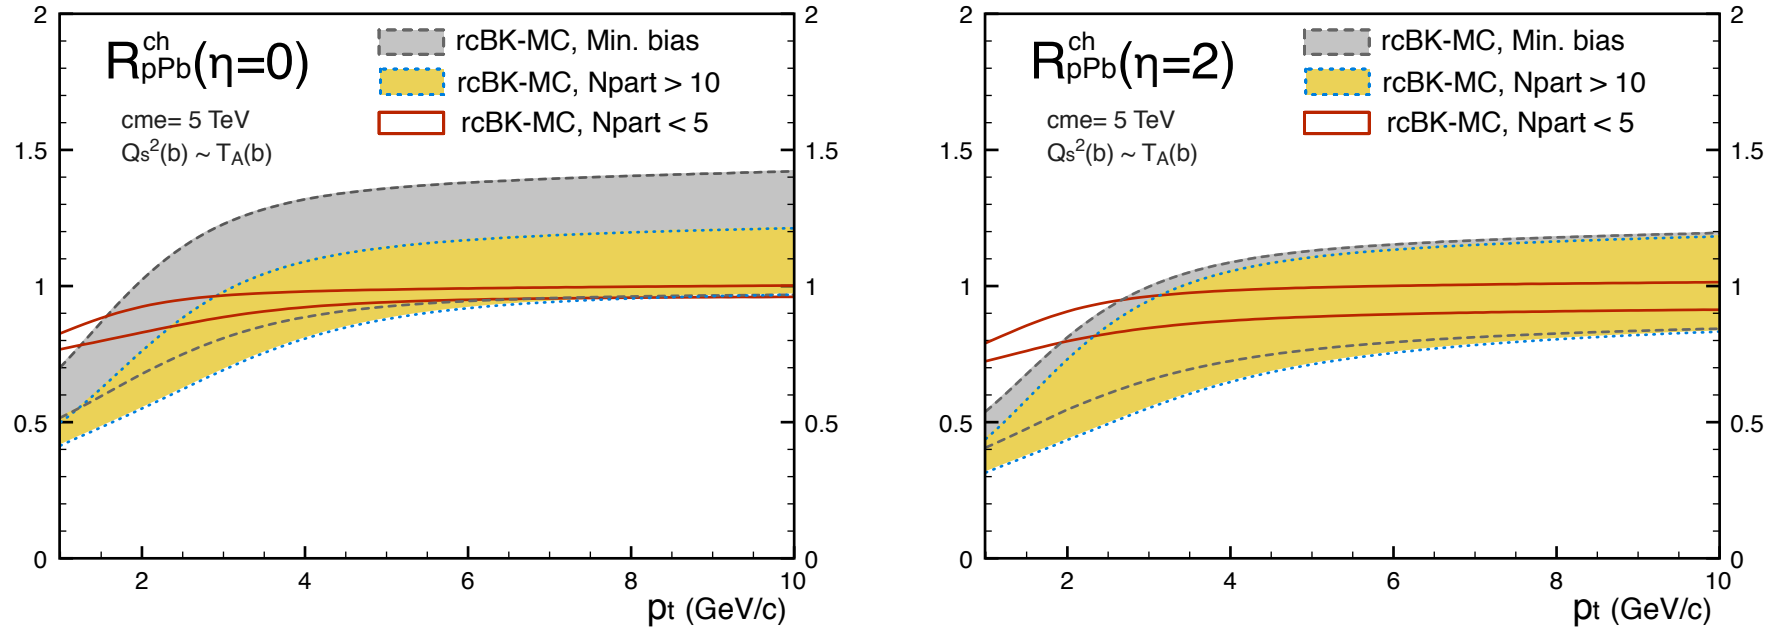 R^ch_pPb(η=0)
cme= 5 TeV
Qs²(b) ~ T_A(b)
rcBK-MC, Min. bias
rcBK-MC, Npart > 10
rcBK-MC, Npart < 5
2
1.5
1
0.5
0
2
1.5
1
0.5
0
2 4 6 8 10
pt (GeV/c)
R^ch_pPb(η=2)
cme= 5 TeV
Qs²(b) ~ T_A(b)
rcBK-MC, Min. bias
rcBK-MC, Npart > 10
rcBK-MC, Npart < 5
2
1.5
1
0.5
0
2
1.5
1
0.5
0
2 4 6 8 10
pt (GeV/c)